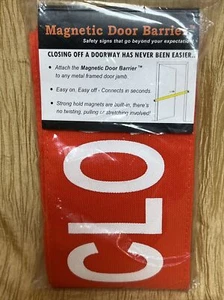 Magnetic Door Barrier
Safety signs that go beyond your expectations
CLOSING OFF A DOORWAY HAS NEVER BEEN EASIER..
Attach the Magnetic Door Barrier™
to any metal framed door jamb.
Easy on, Easy off - Connects in seconds.
Strong hold magnets are built-in, there's
no twisting, pulling or stretching involved!
CLO